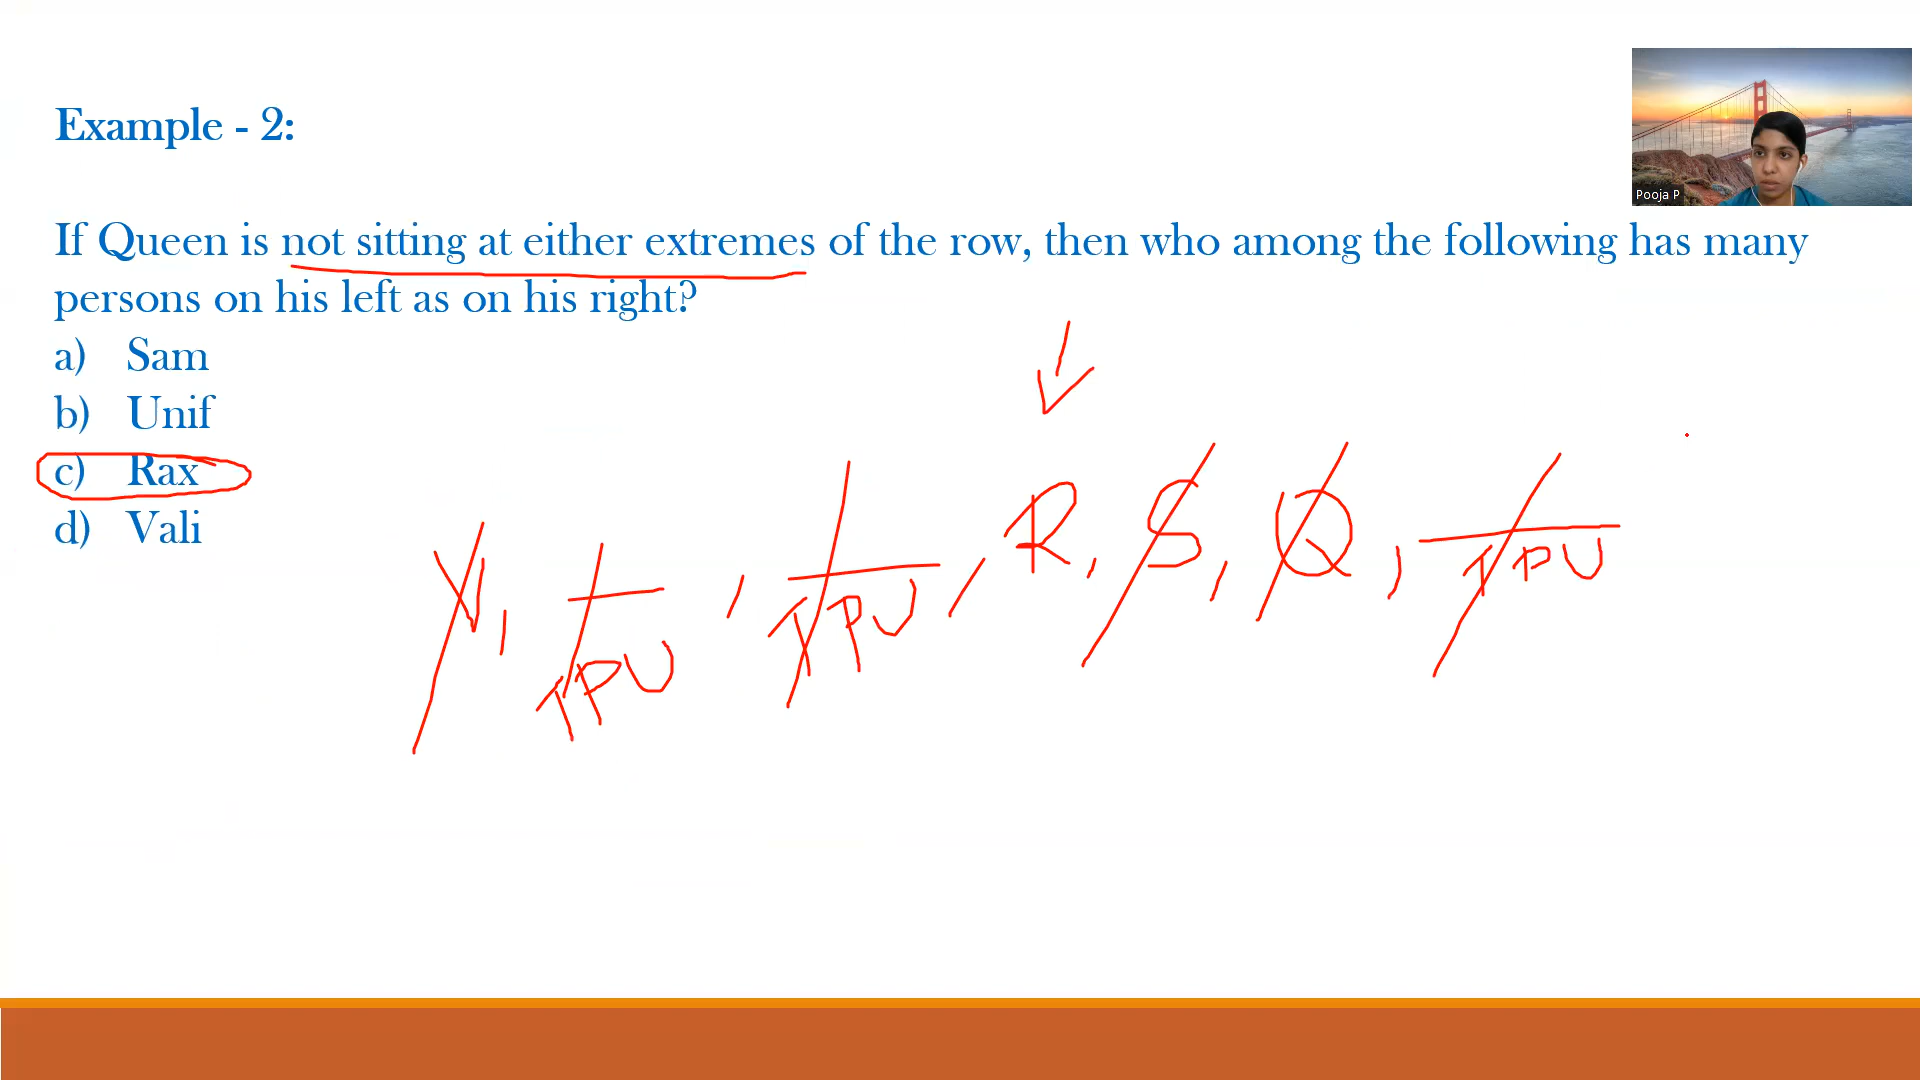 Pooja P
Example - 2:
If Queen is not sitting at either extremes of the row, then who among the following has many
persons on his left as on his right?
a) Sam
b) Unif
c) Rax
d) Vali
V, TPU, TPU, R, S, Q, TPU